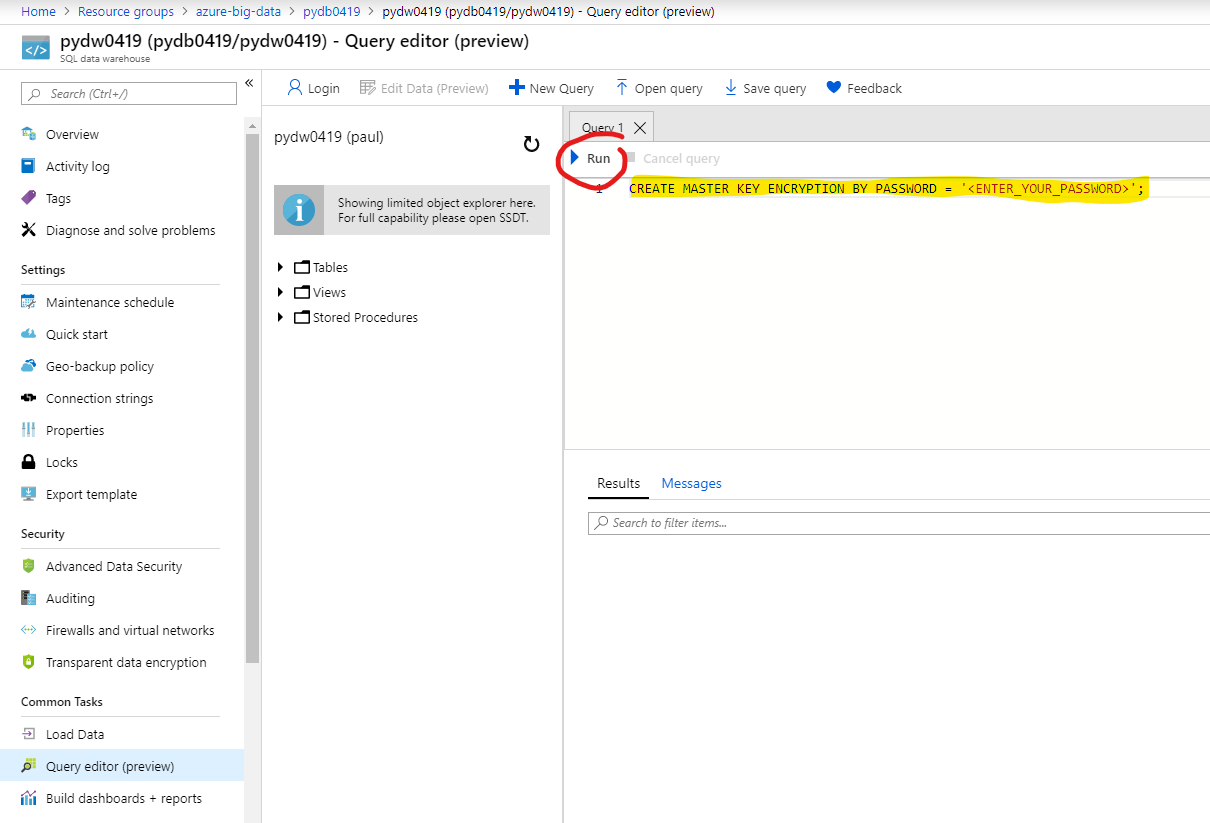 Home > Resource groups > azure-big-data > pydb0419 > pydw0419 (pydb0419/pydw0419) - Query editor (preview)
pydw0419 (pydb0419/pydw0419) - Query editor (preview)
SQL data warehouse
Search (Ctrl+/)
«
Overview
Activity log
Tags
Diagnose and solve problems
Settings
Maintenance schedule
Quick start
Geo-backup policy
Connection strings
Properties
Locks
Export template
Security
Advanced Data Security
Auditing
Firewalls and virtual networks
Transparent data encryption
Common Tasks
Load Data
Query editor (preview)
Build dashboards + reports
Login
Edit Data (Preview)
New Query
Open query
Save query
Feedback
pydw0419 (paul)
Showing limited object explorer here.
For full capability please open SSDT.
Tables
Views
Stored Procedures
Query 1
Run
Cancel query
1 CREATE MASTER KEY ENCRYPTION BY PASSWORD = '<ENTER_YOUR_PASSWORD>';
Results
Messages
Search to filter items...